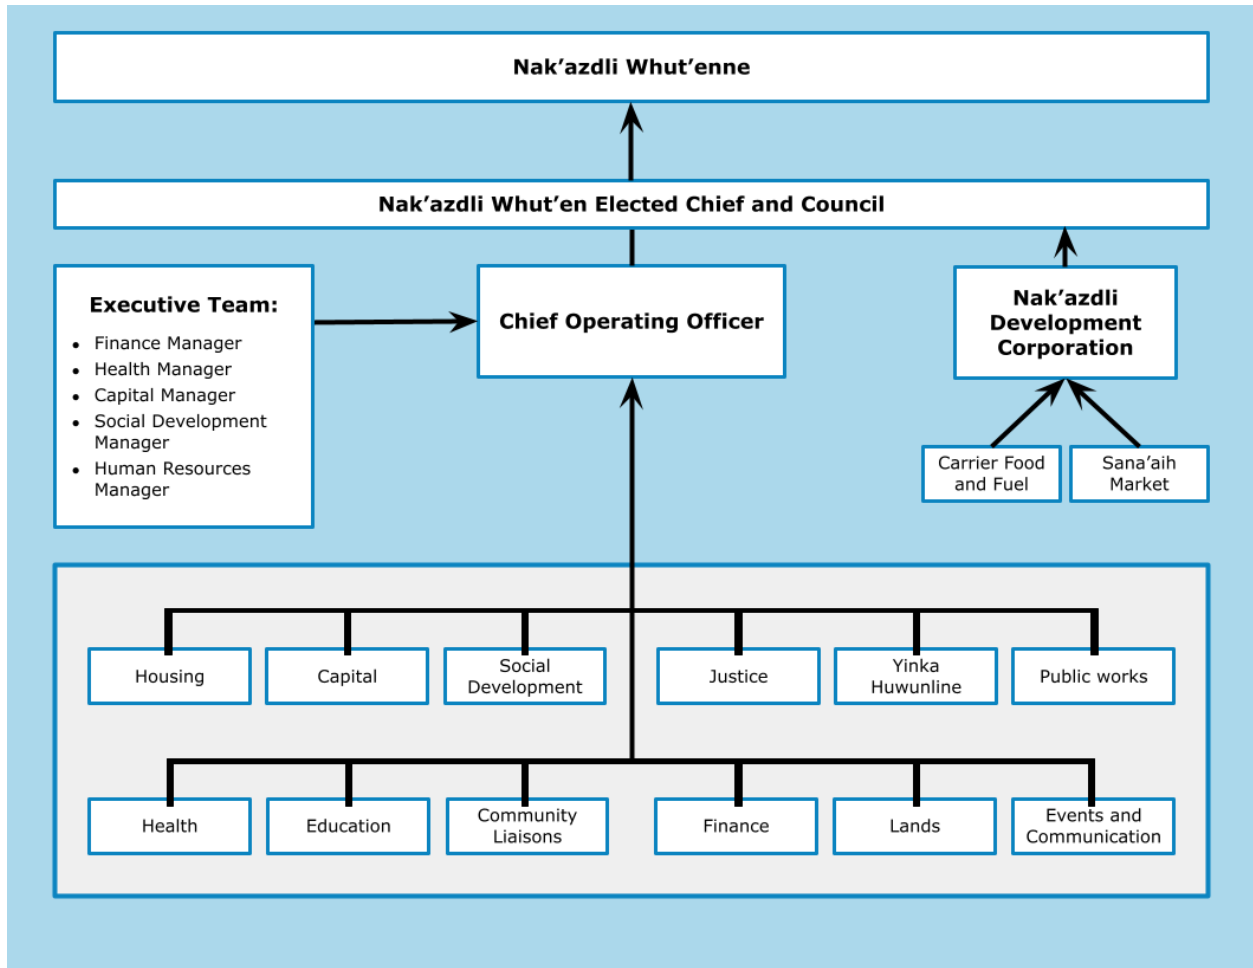 Nak’azdli Whut’enne
Nak’azdli Whut’en Elected Chief and Council
Executive Team:
• Finance Manager
• Health Manager
• Capital Manager
• Social Development
Manager
• Human Resources
Manager
Chief Operating Officer
Nak’azdli
Development
Corporation
Carrier Food
and Fuel
Sana’aih
Market
Housing
Capital
Social
Development
Justice
Yinka
Huwunline
Public works
Health
Education
Community
Liaisons
Finance
Lands
Events and
Communication